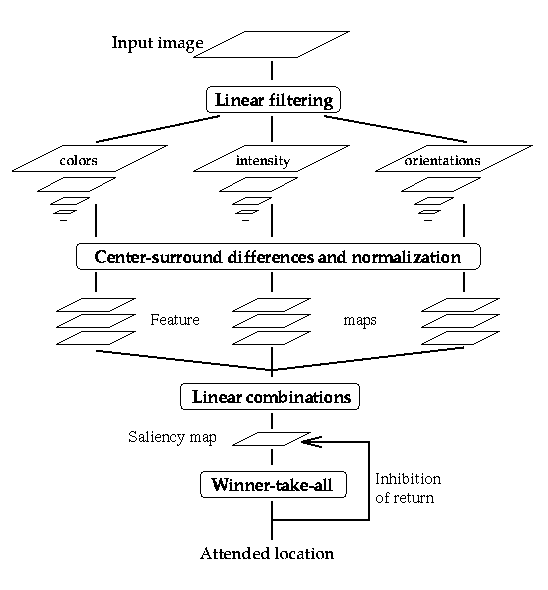 Input image
Linear filtering
colors
intensity
orientations
Center-surround differences and normalization
Feature maps
Linear combinations
Saliency map
Winner-take-all
Inhibition
of return
Attended location